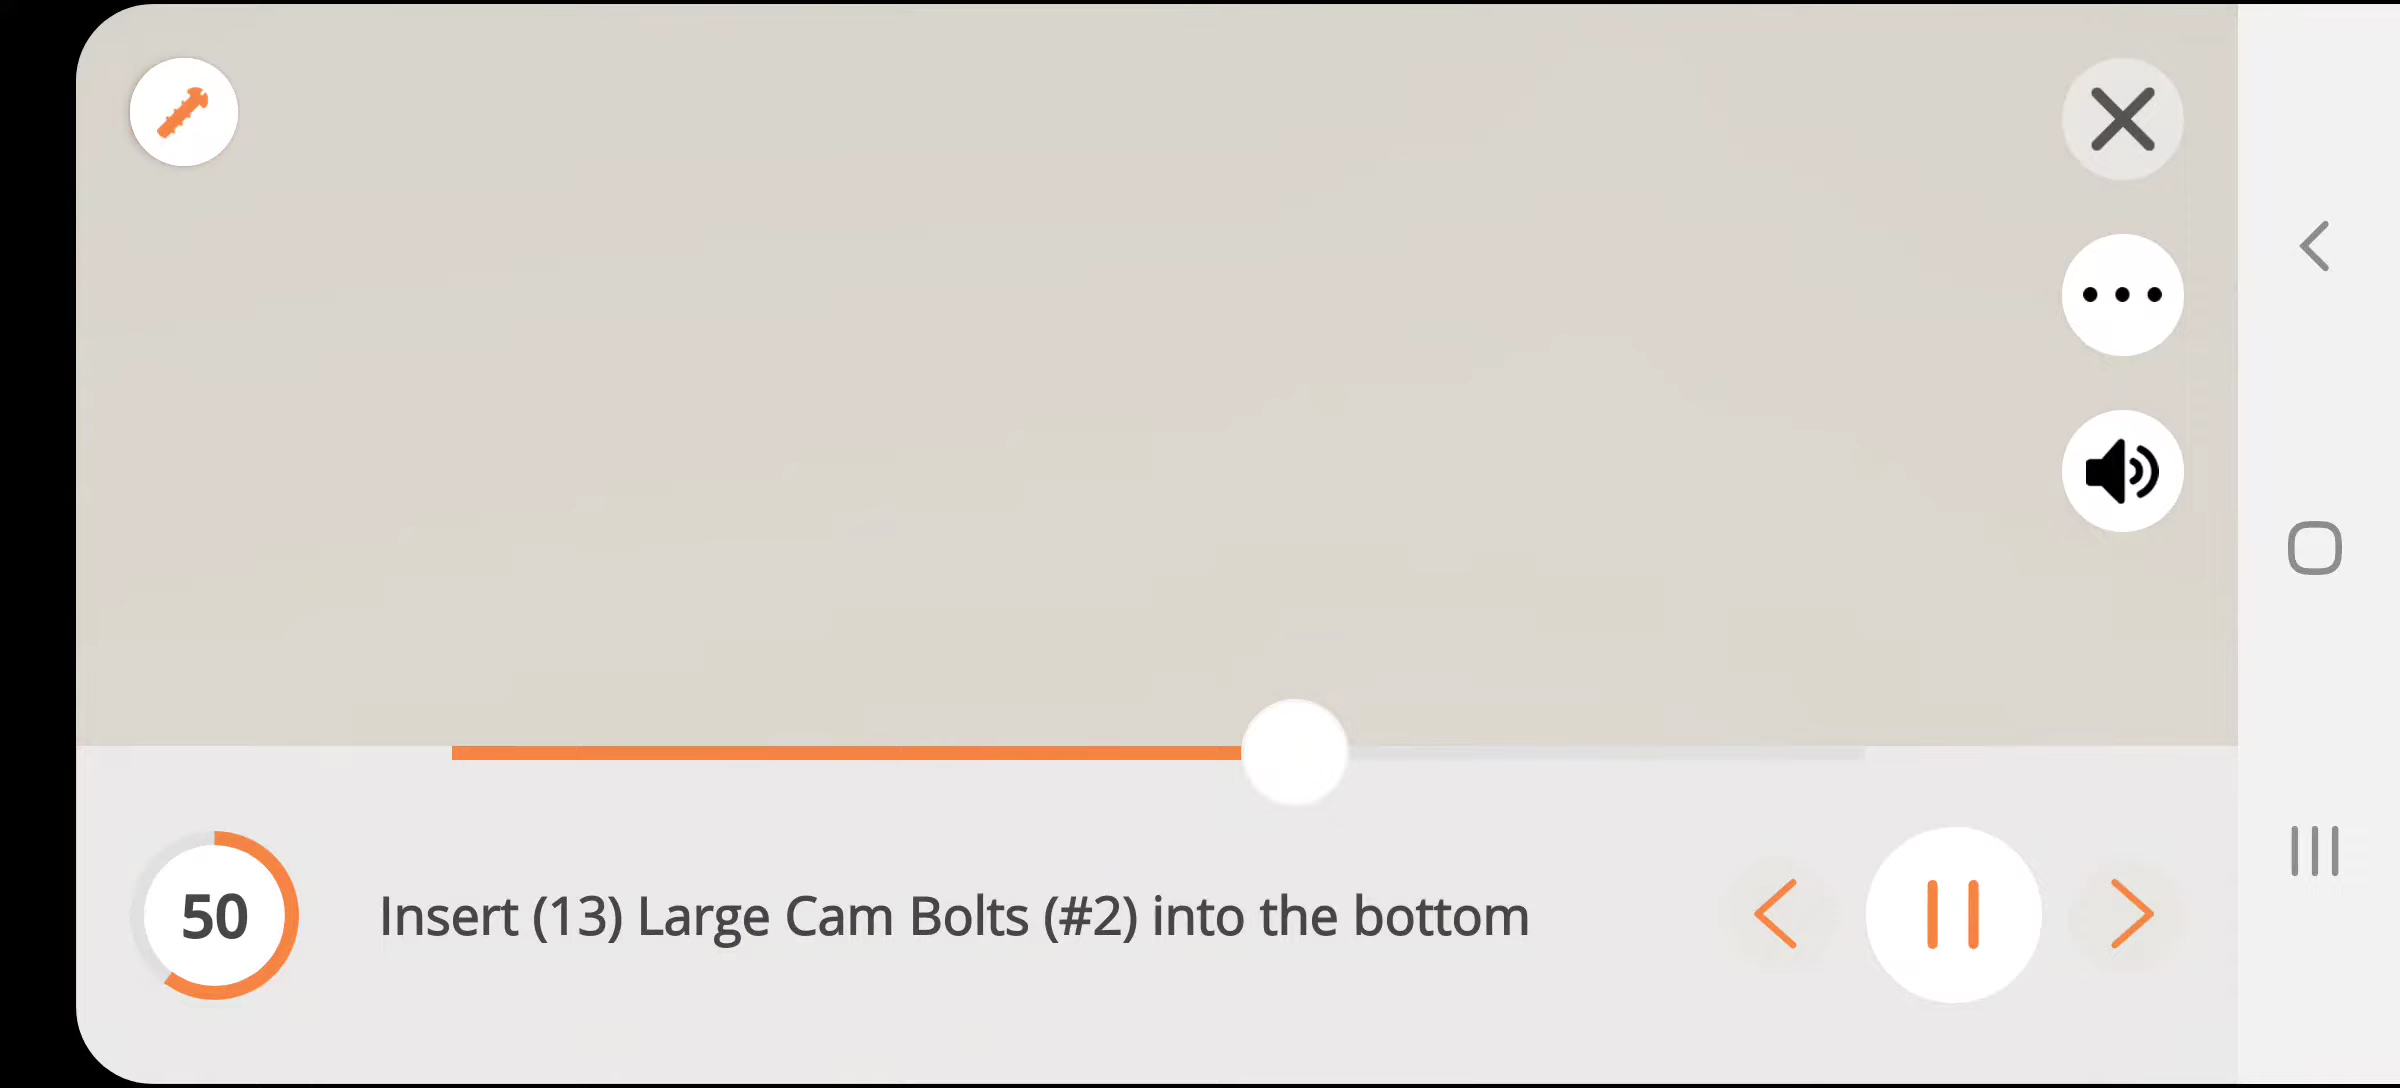 50
Insert (13) Large Cam Bolts (#2) into the bottom